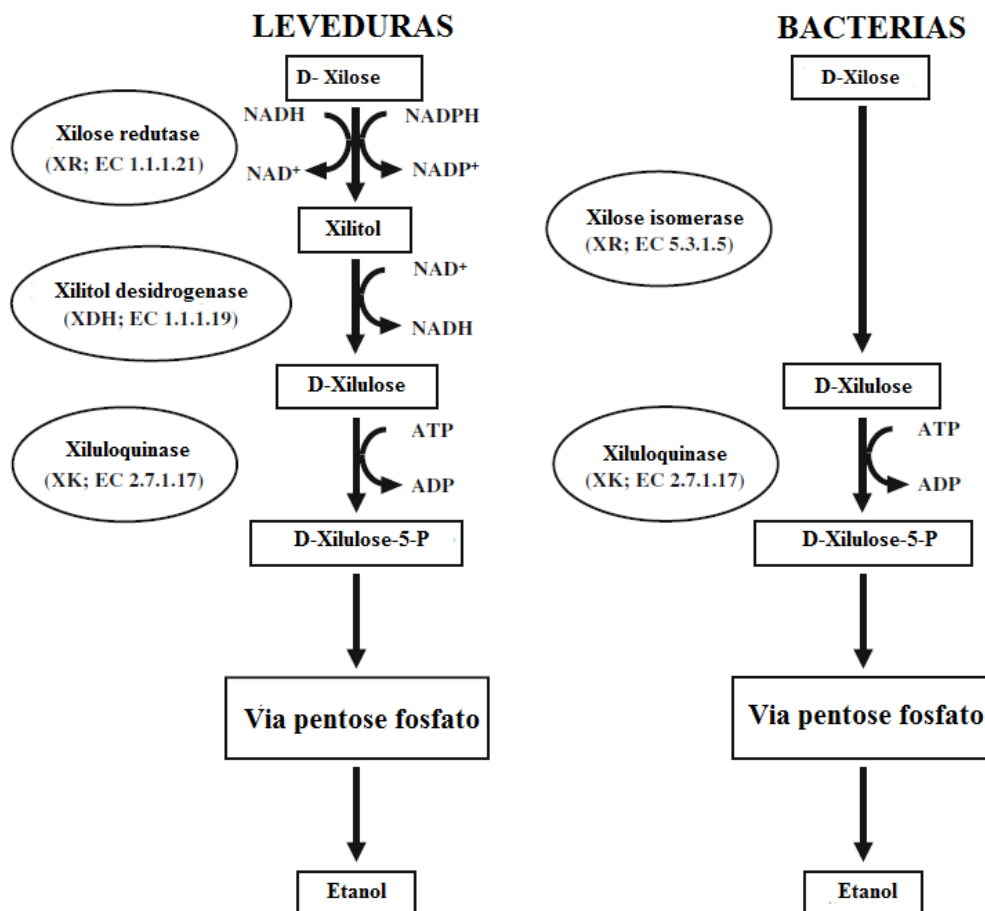 LEVEDURAS
D- Xilose
NADH
NADPH
Xilose redutase
(XR; EC 1.1.1.21)
NAD+
NADP+
Xilitol
NAD+
Xilitol desidrogenase
(XDH; EC 1.1.1.19)
NADH
D-Xilulose
ATP
Xiluloquinase
(XK; EC 2.7.1.17)
ADP
D-Xilulose-5-P
Via pentose fosfato
Etanol
BACTERIAS
D-Xilose
Xilose isomerase
(XR; EC 5.3.1.5)
D-Xilulose
ATP
Xiluloquinase
(XK; EC 2.7.1.17)
ADP
D-Xilulose-5-P
Via pentose fosfato
Etanol